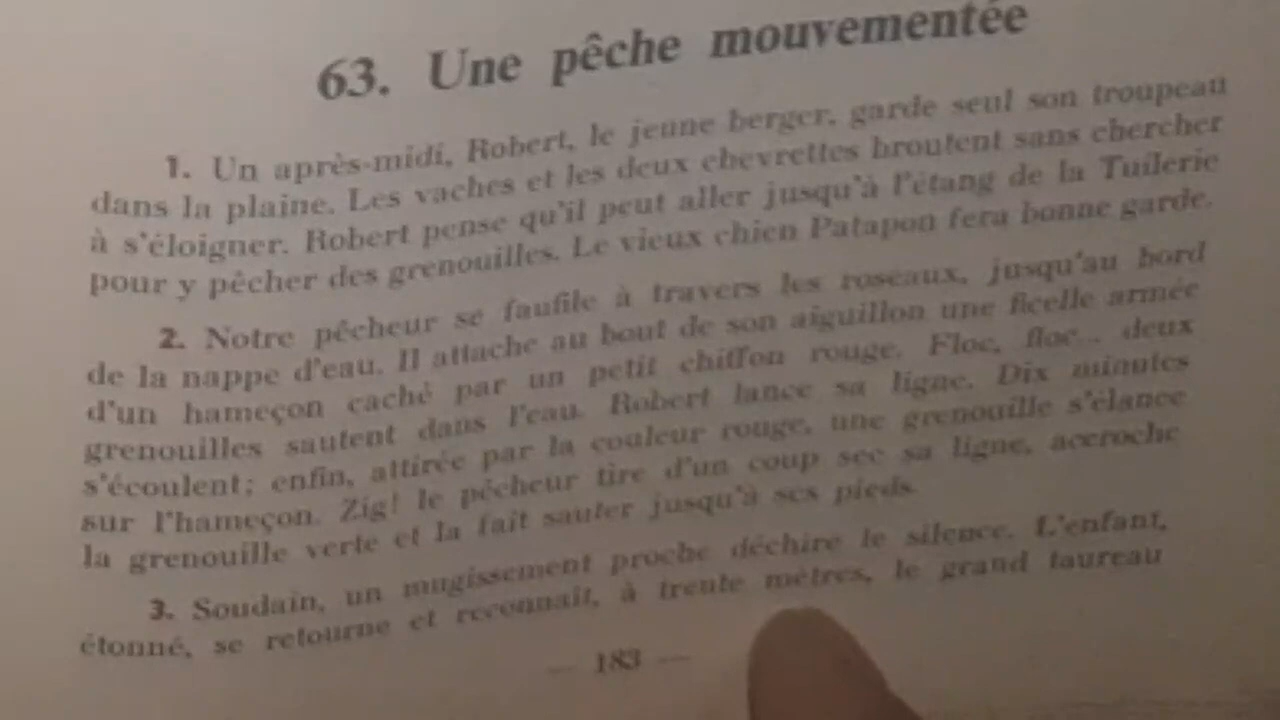 63. Une pêche mouvementée
1. Un après-midi, Robert, le jeune berger, garde seul son troupeau
dans la plaine. Les vaches et les deux chevrettes broutent sans chercher
à s'éloigner. Robert pense qu'il peut aller jusqu'à l'étang de la Tuilerie
pour y pêcher des grenouilles. Le vieux chien Patapon fera bonne garde.
2. Notre pêcheur se faufile à travers les roseaux, jusqu'au bord
de la nappe d'eau. Il attache au bout de son aiguillon une ficelle armée
d'un hameçon caché par un petit chiffon rouge. Floc, floc... deux
grenouilles sautent dans l'eau. Robert lance sa ligne. Dix minutes
s'écoulent; enfin, attirée par la couleur rouge, une grenouille s'élance
sur l'hameçon. Zig! le pêcheur tire d'un coup sec sa ligne, accroche
la grenouille verte et la fait sauter jusqu'à ses pieds.
3. Soudain, un mugissement proche déchire le silence. L'enfant,
étonné, se retourne et reconnaît, à trente mètres, le grand taureau
— 183 —